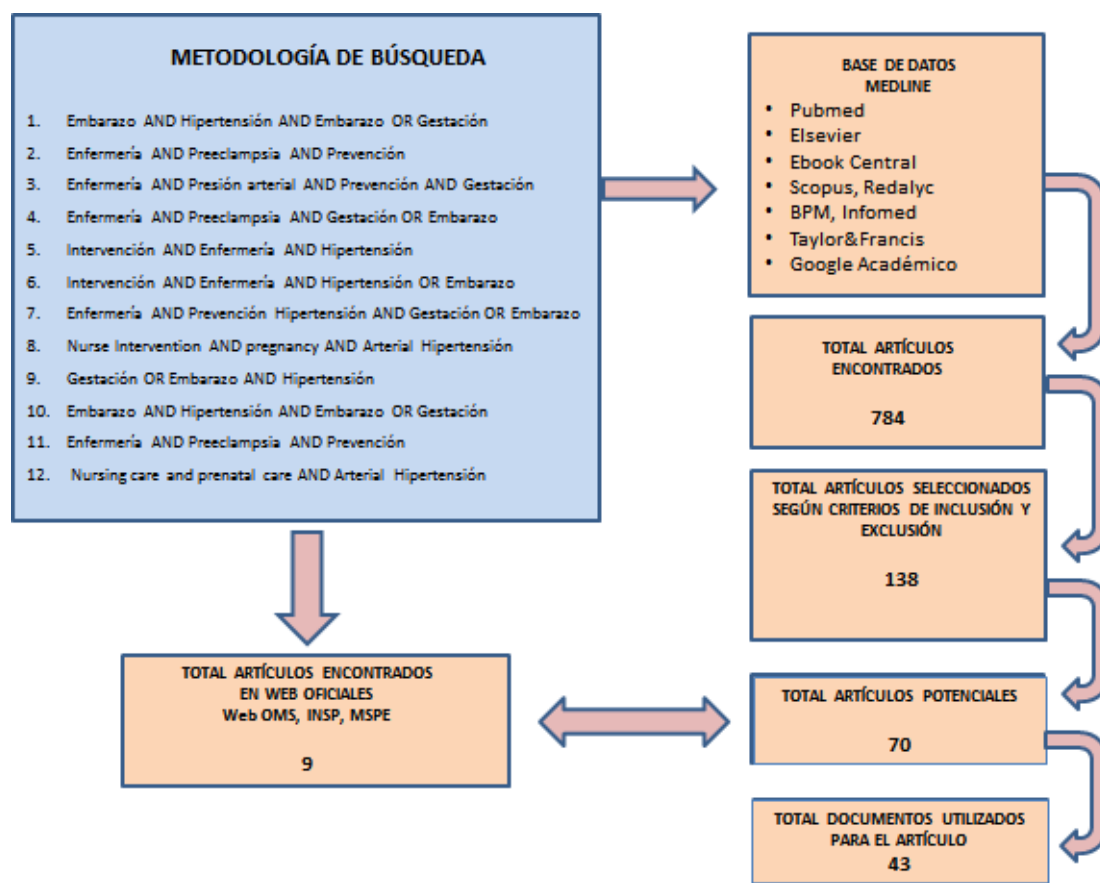 METODOLOGÍA DE BÚSQUEDA
1. Embarazo AND Hipertensión AND Embarazo OR Gestación
2. Enfermería AND Preeclampsia AND Prevención
3. Enfermería AND Presión arterial AND Prevención AND Gestación
4. Enfermería AND Preeclampsia AND Gestación OR Embarazo
5. Intervención AND Enfermería AND Hipertensión
6. Intervención AND Enfermería AND Hipertensión OR Embarazo
7. Enfermería AND Prevención Hipertensión AND Gestación OR Embarazo
8. Nurse Intervention AND pregnancy AND Arterial Hipertensión
9. Gestación OR Embarazo AND Hipertensión
10. Embarazo AND Hipertensión AND Embarazo OR Gestación
11. Enfermería AND Preeclampsia AND Prevención
12. Nursing care and prenatal care AND Arterial Hipertensión
BASE DE DATOS
MEDLINE
• Pubmed
• Elsevier
• Ebook Central
• Scopus, Redalyc
• BPM, Infomed
• Taylor&Francis
• Google Académico
TOTAL ARTÍCULOS
ENCONTRADOS
784
TOTAL ARTÍCULOS SELECCIONADOS
SEGÚN CRITERIOS DE INCLUSIÓN Y
EXCLUSIÓN
138
TOTAL ARTÍCULOS ENCONTRADOS
EN WEB OFICIALES
Web OMS, INSP, MSPE
9
TOTAL ARTÍCULOS POTENCIALES
70
TOTAL DOCUMENTOS UTILIZADOS
PARA EL ARTÍCULO
43